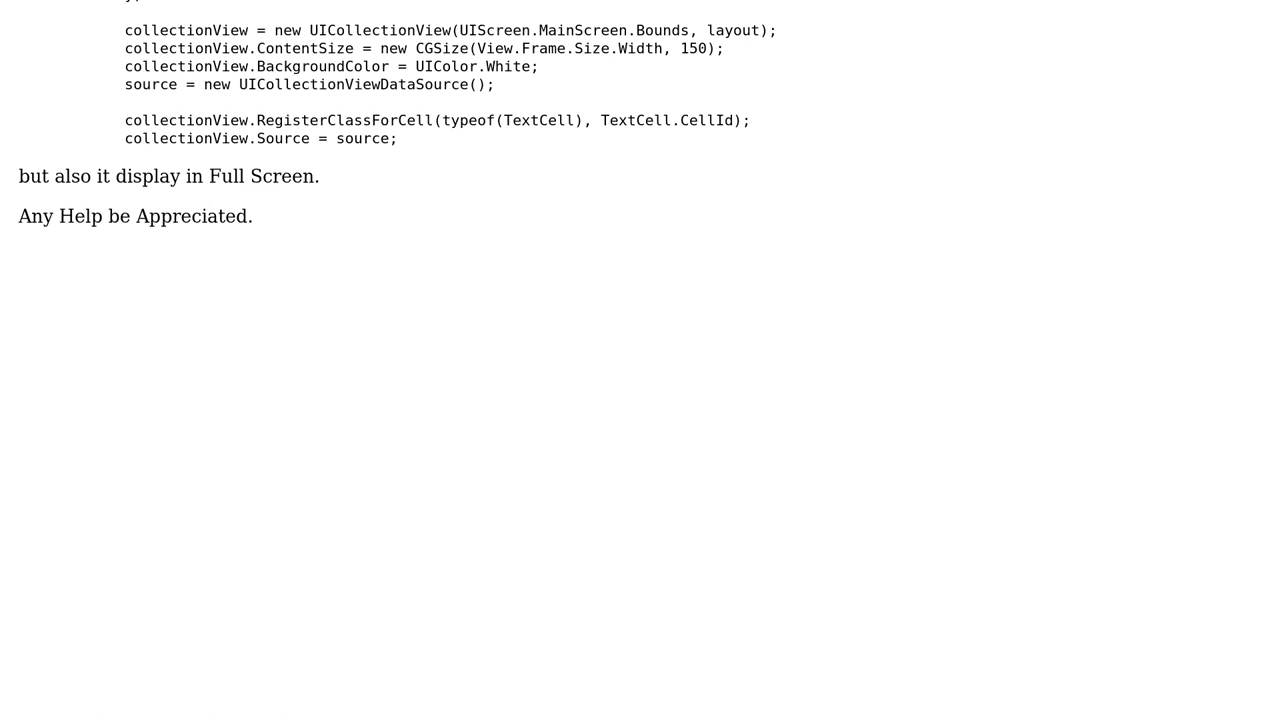 collectionView = new UICollectionView(UIScreen.MainScreen.Bounds, layout);
collectionView.ContentSize = new CGSize(View.Frame.Size.Width, 150);
collectionView.BackgroundColor = UIColor.White;
source = new UICollectionViewDataSource();
collectionView.RegisterClassForCell(typeof(TextCell), TextCell.CellId);
collectionView.Source = source;
but also it display in Full Screen.
Any Help be Appreciated.